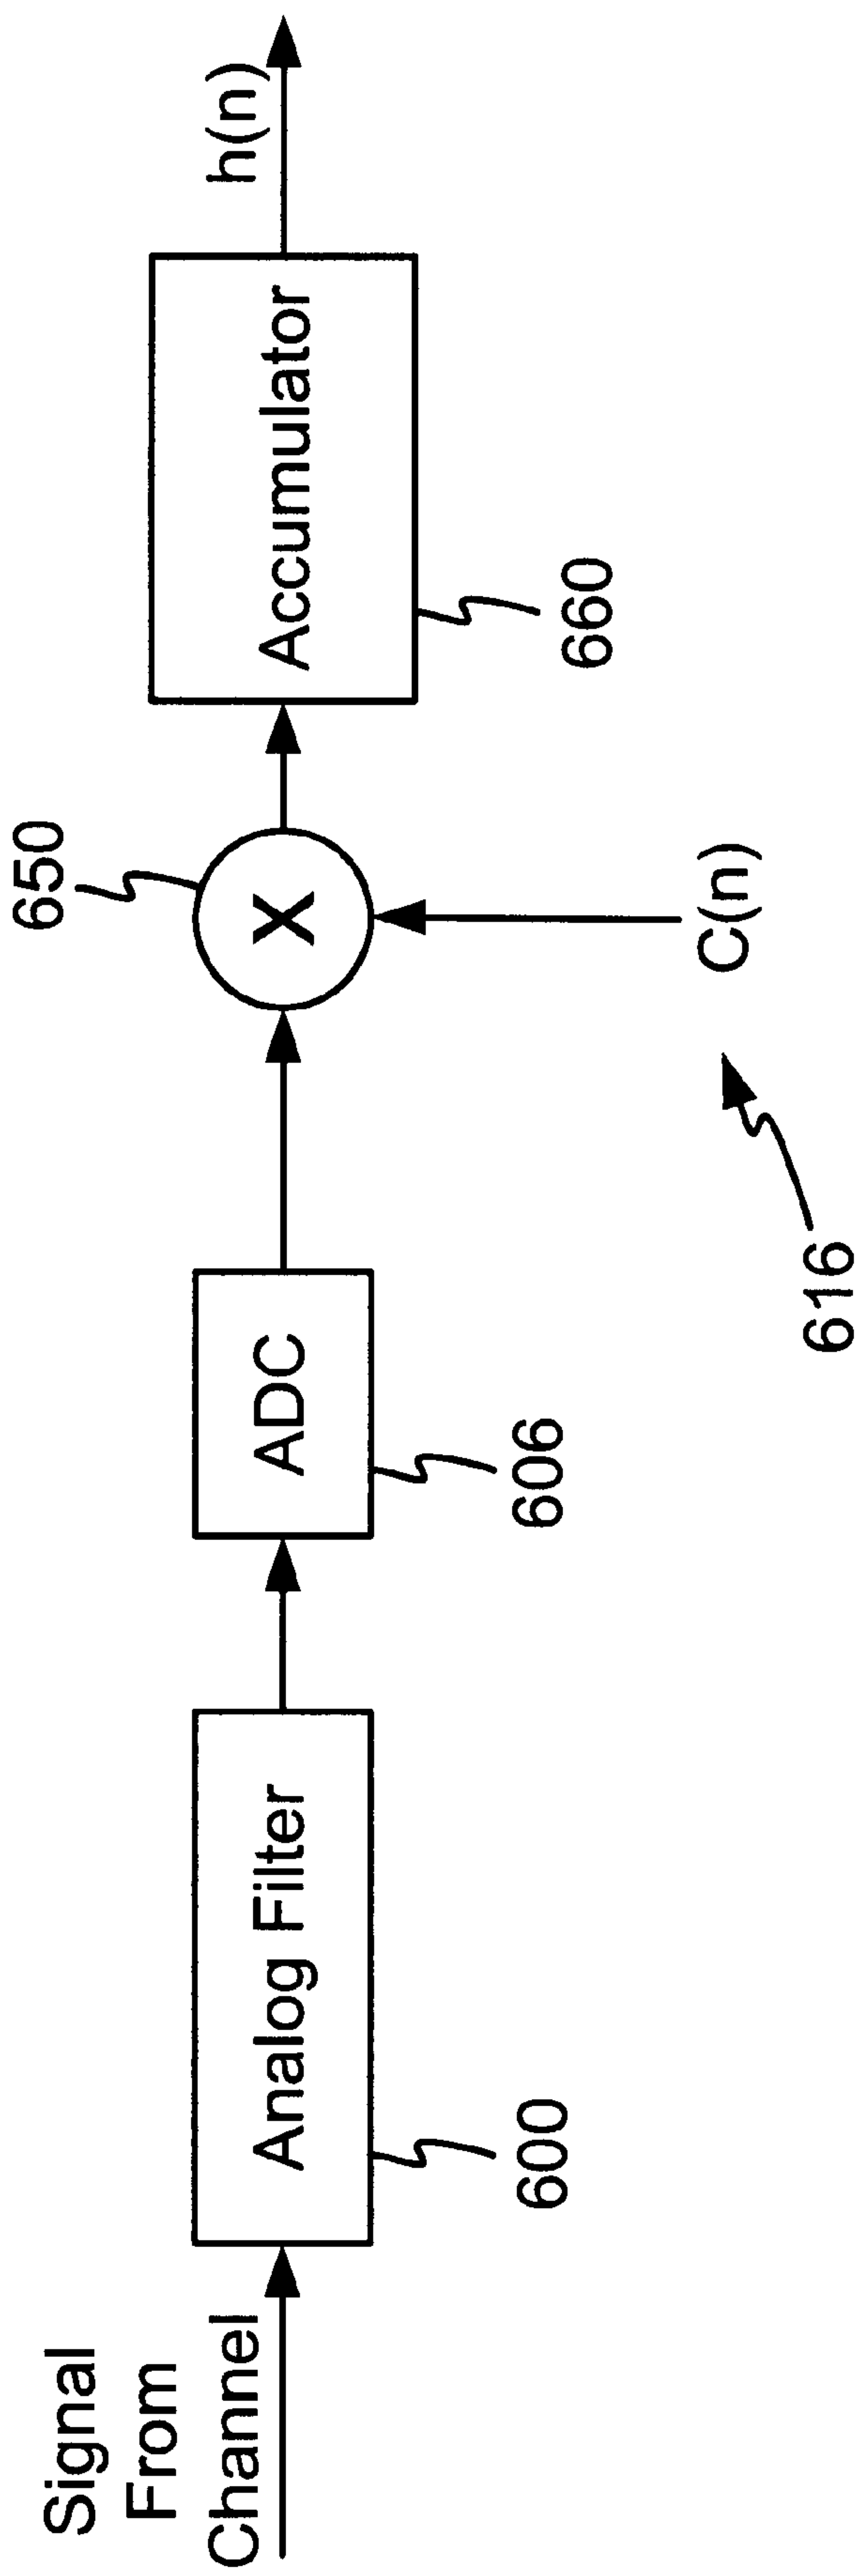 Signal
From
Channel
Analog Filter
600
ADC
606
X
650
C(n)
616
Accumulator
660
h(n)